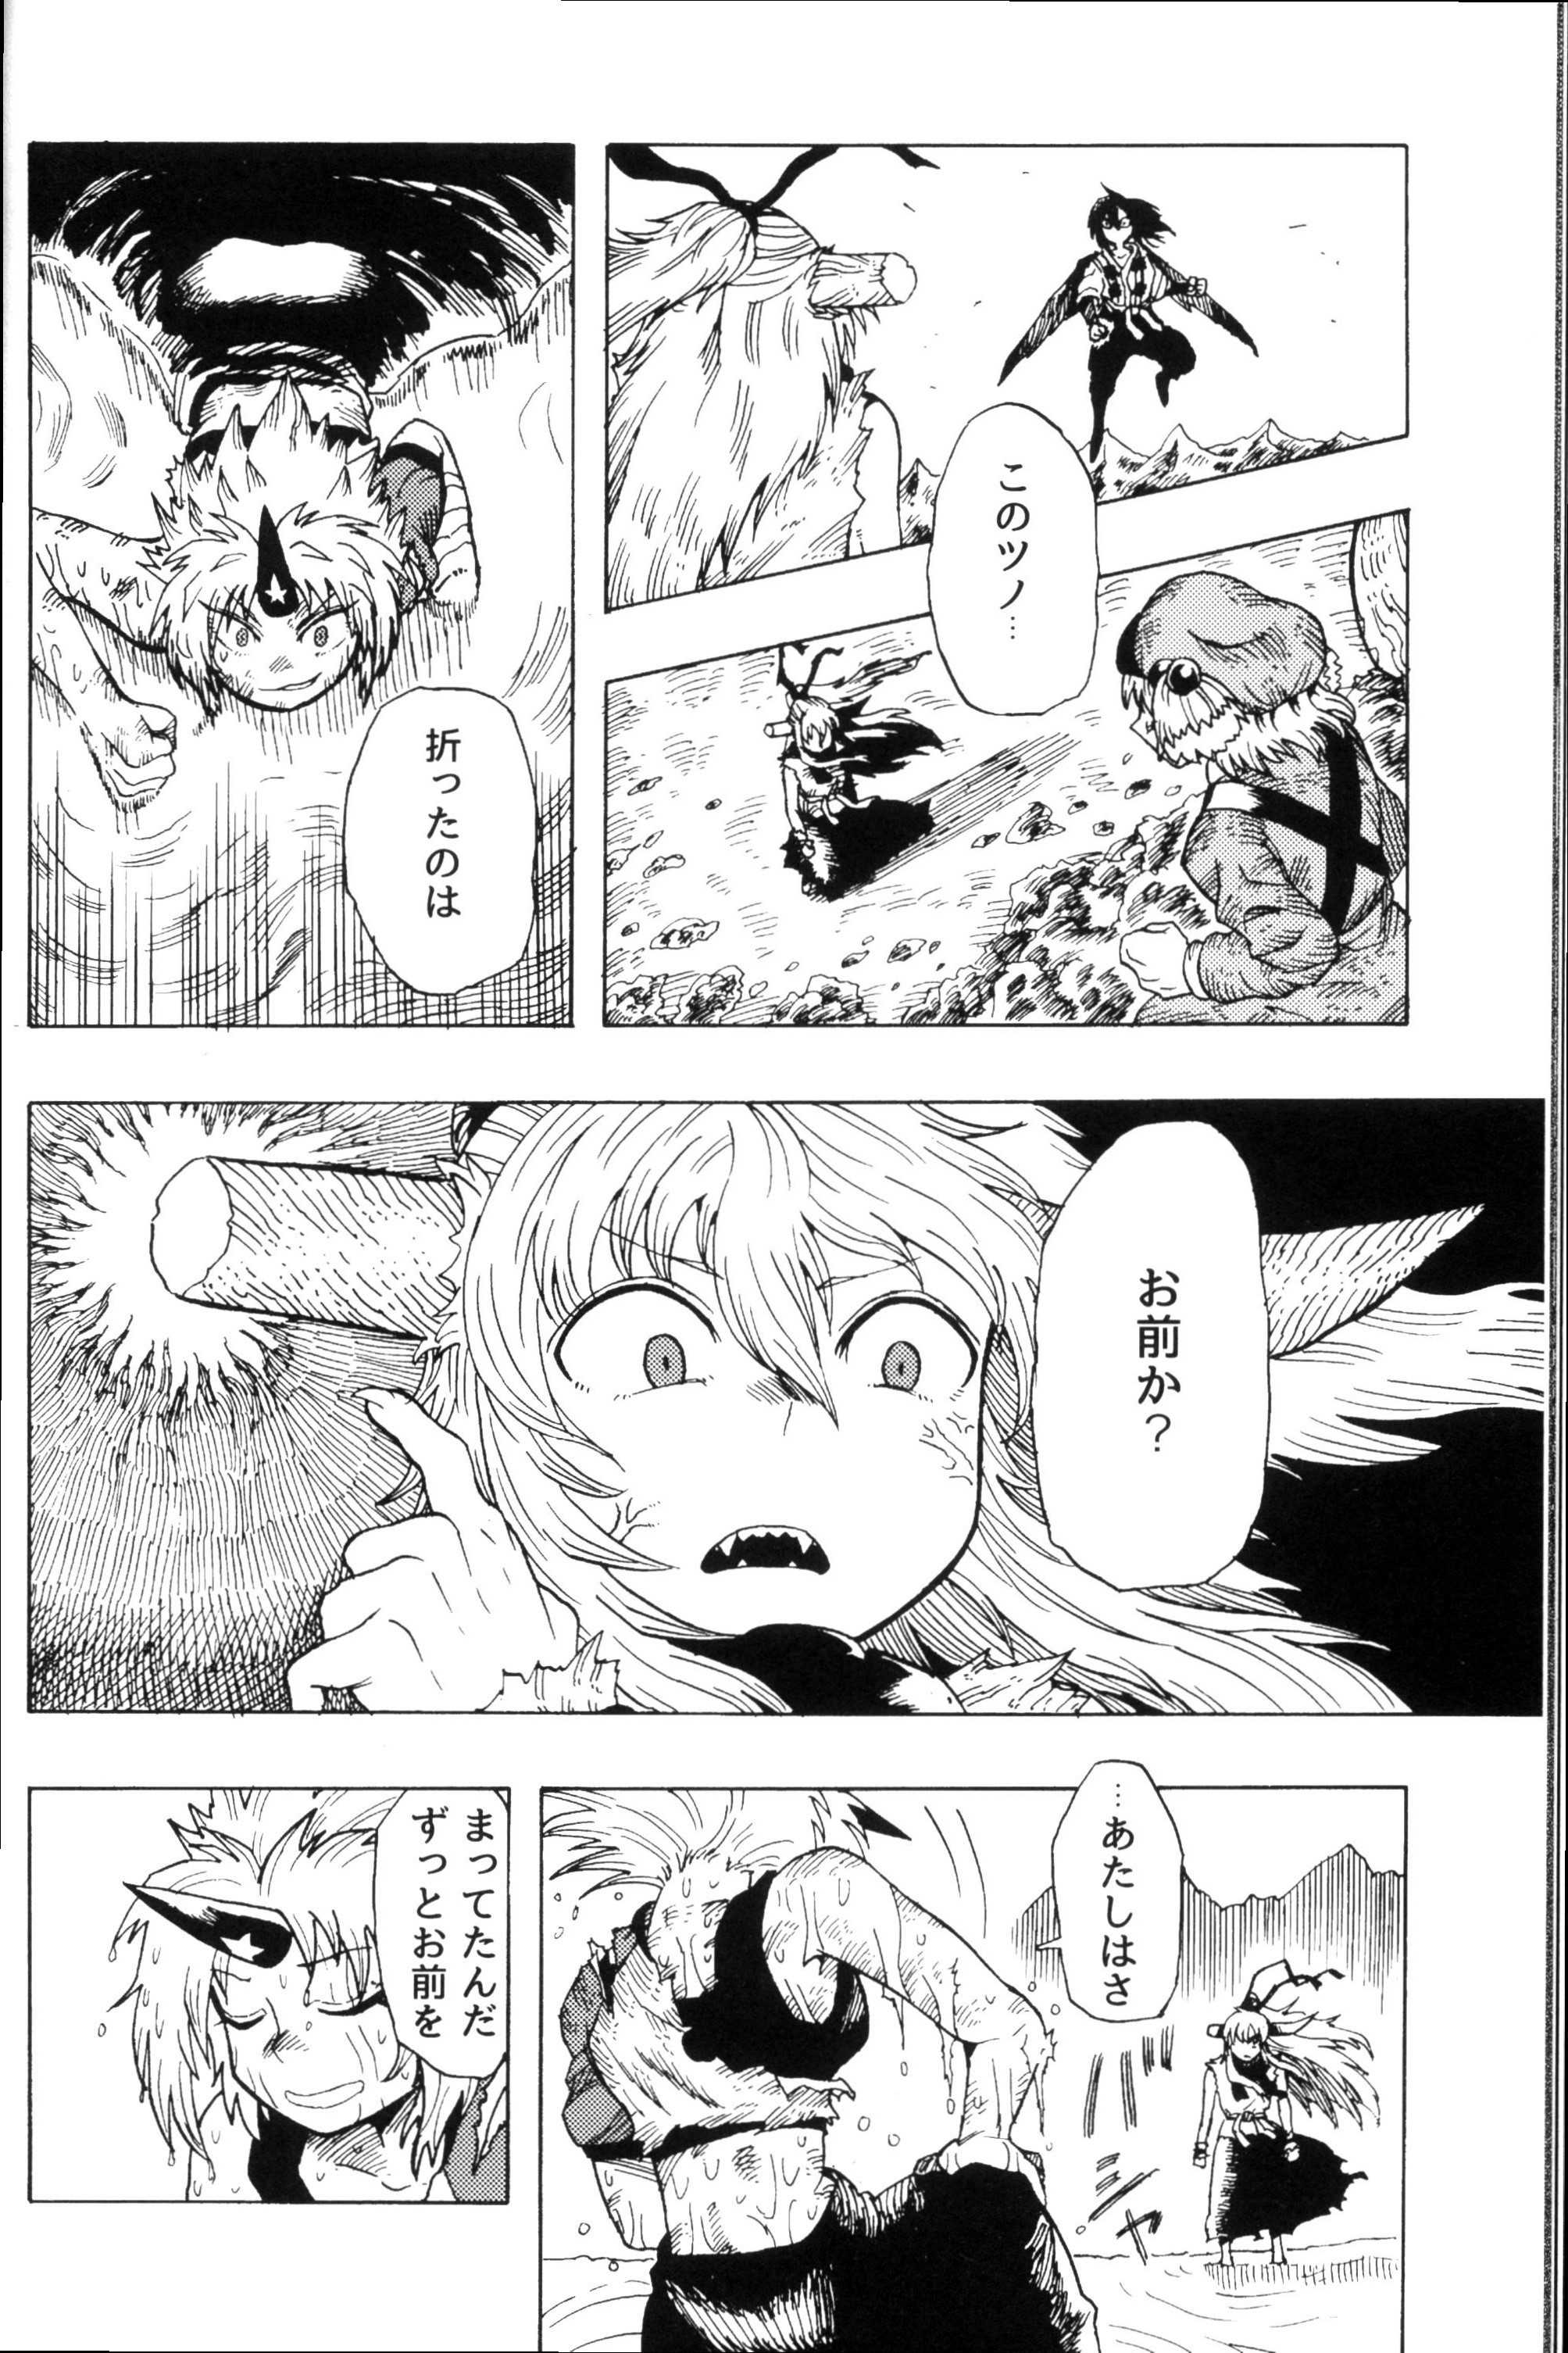 このツノ…
折ったのは
お前か？
…あたしはさ
バシャ
まってたんだ
ずっとお前を